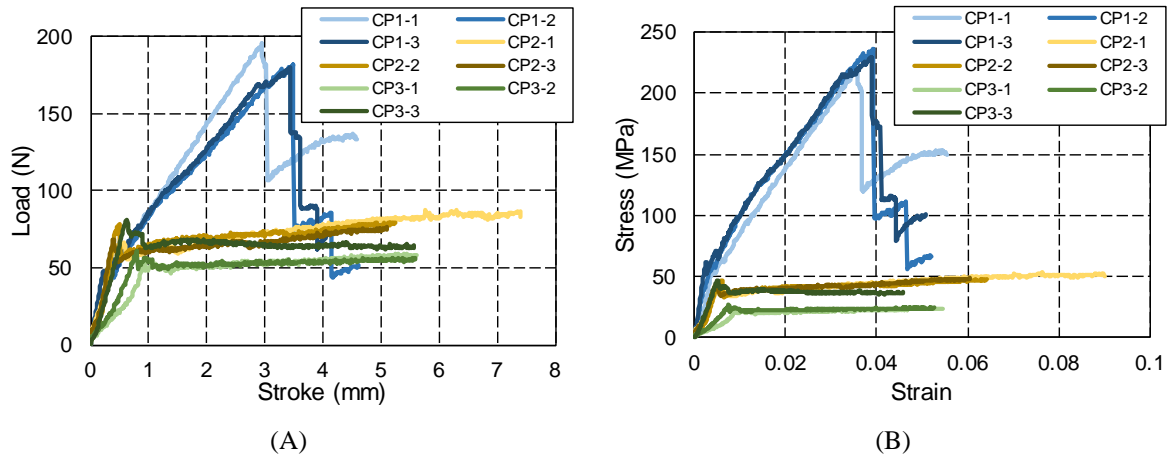 CP1-1 CP1-2
CP1-3 CP2-1
CP2-2 CP2-3
CP3-1 CP3-2
CP3-3
200
150
100
50
0
Load (N)
0 1 2 3 4 5 6 7 8
Stroke (mm)
(A)
CP1-1 CP1-2
CP1-3 CP2-1
CP2-2 CP2-3
CP3-1 CP3-2
CP3-3
250
200
150
100
50
0
Stress (MPa)
0 0.02 0.04 0.06 0.08 0.1
Strain
(B)